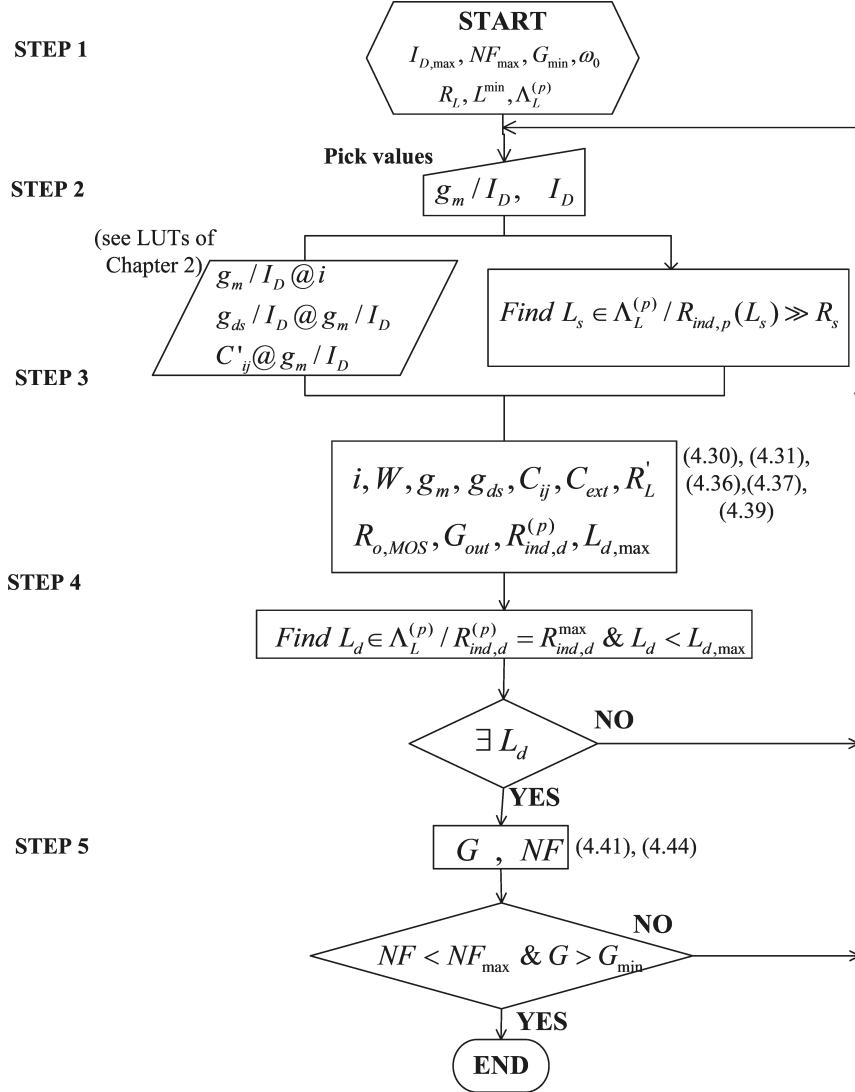 STEP 1
START
I_{D,max}, NF_{max}, G_{min}, ω_0
R_L, L^{min}, Λ_L^{(p)}
Pick values
STEP 2
g_m / I_D, I_D
(see LUTs of
Chapter 2)
g_m / I_D @ i
g_{ds} / I_D @ g_m / I_D
C'_{ij} @ g_m / I_D
Find L_s ∈ Λ_L^{(p)} / R_{ind,p}(L_s) ≫ R_s
STEP 3
i, W, g_m, g_{ds}, C_{ij}, C_{ext}, R_L^'
R_{o,MOS}, G_{out}, R_{ind,d}^{(p)}, L_{d,max}
(4.30), (4.31),
(4.36),(4.37),
(4.39)
STEP 4
Find L_d ∈ Λ_L^{(p)} / R_{ind,d}^{(p)} = R_{ind,d}^{max} & L_d < L_{d,max}
∃ L_d
NO
YES
STEP 5
G , NF
(4.41), (4.44)
NO
NF < NF_{max} & G > G_{min}
YES
END